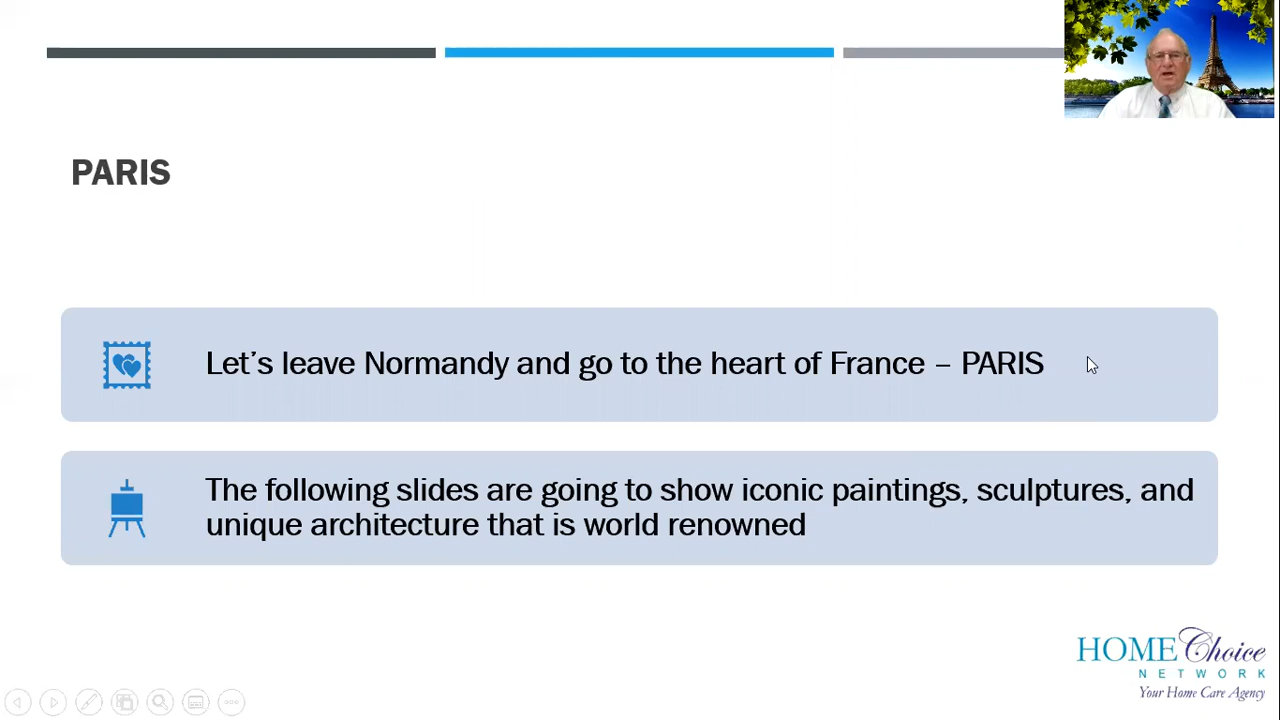 PARIS
Let’s leave Normandy and go to the heart of France – PARIS
The following slides are going to show iconic paintings, sculptures, and
unique architecture that is world renowned
HOME Choice
NETWORK
Your Home Care Agency